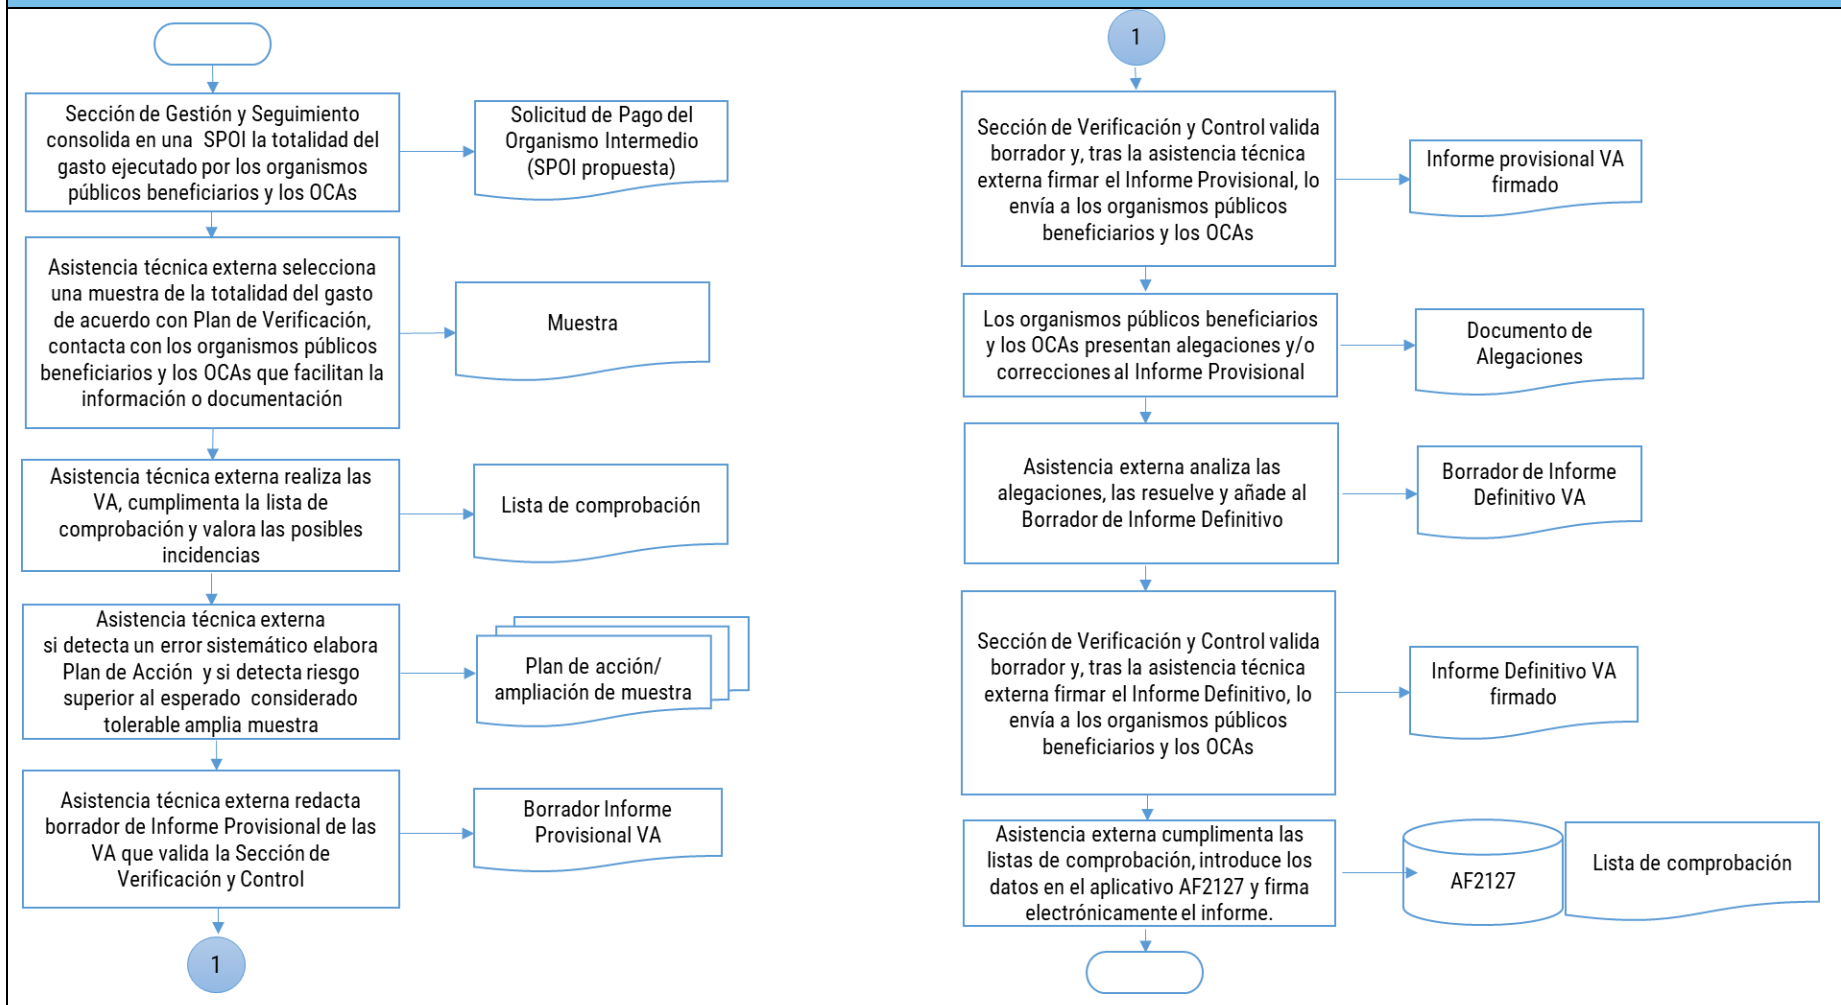 Sección de Gestión y Seguimiento
consolida en una SPOI la totalidad del
gasto ejecutado por los organismos
públicos beneficiarios y los OCAs
Solicitud de Pago del
Organismo Intermedio
(SPOI propuesta)
Asistencia técnica externa selecciona
una muestra de la totalidad del gasto
de acuerdo con Plan de Verificación,
contacta con los organismos públicos
beneficiarios y los OCAs que facilitan la
información o documentación
Muestra
Asistencia técnica externa realiza las
VA, cumplimenta la lista de
comprobación y valora las posibles
incidencias
Lista de comprobación
Asistencia técnica externa
si detecta un error sistemático elabora
Plan de Acción y si detecta riesgo
superior al esperado considerado
tolerable amplia muestra
Plan de acción/
ampliación de muestra
Asistencia técnica externa redacta
borrador de Informe Provisional de las
VA que valida la Sección de
Verificación y Control
Borrador Informe
Provisional VA
1
1
Sección de Verificación y Control valida
borrador y, tras la asistencia técnica
externa firmar el Informe Provisional, lo
envía a los organismos públicos
beneficiarios y los OCAs
Informe provisional VA
firmado
Los organismos públicos beneficiarios
y los OCAs presentan alegaciones y/o
correcciones al Informe Provisional
Documento de
Alegaciones
Asistencia externa analiza las
alegaciones, las resuelve y añade al
Borrador de Informe Definitivo
Borrador de Informe
Definitivo VA
Sección de Verificación y Control valida
borrador y, tras la asistencia técnica
externa firmar el Informe Definitivo, lo
envía a los organismos públicos
beneficiarios y los OCAs
Informe Definitivo VA
firmado
Asistencia externa cumplimenta las
listas de comprobación, introduce los
datos en el aplicativo AF2127 y firma
electrónicamente el informe.
AF2127
Lista de comprobación